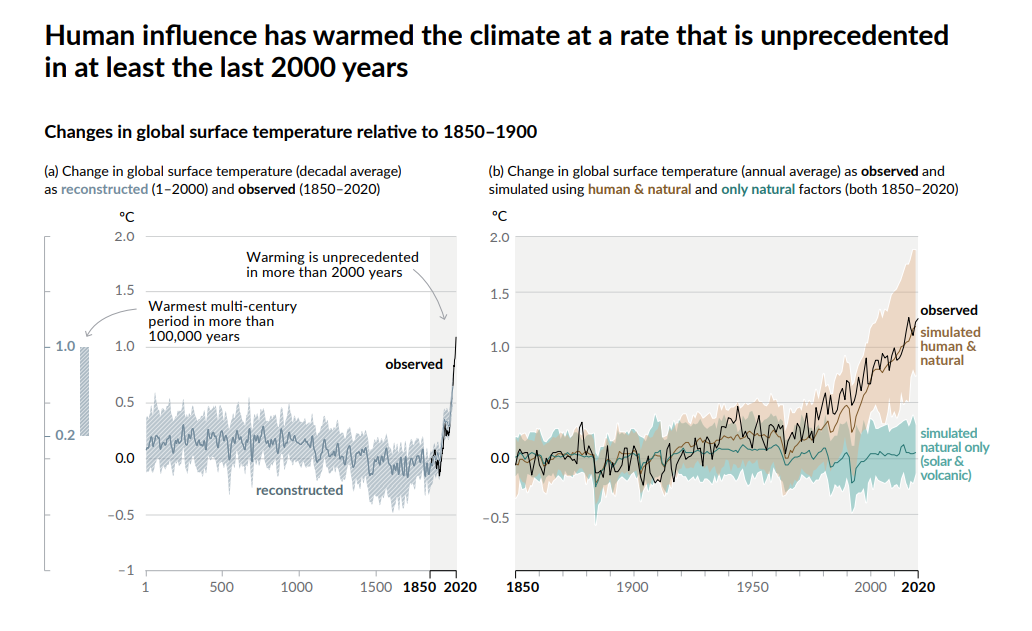 Human influence has warmed the climate at a rate that is unprecedented
in at least the last 2000 years
Changes in global surface temperature relative to 1850–1900
(a) Change in global surface temperature (decadal average)
as reconstructed (1–2000) and observed (1850–2020)
ºC
2.0
1.5
1.0
0.5
0.0
–0.5
–1
1.0
0.2
Warming is unprecedented
in more than 2000 years
Warmest multi-century
period in more than
100,000 years
observed
reconstructed
1
500
1000
1500
1850
2020
(b) Change in global surface temperature (annual average) as observed and
simulated using human & natural and only natural factors (both 1850–2020)
ºC
2.0
1.5
1.0
0.5
0.0
–0.5
observed
simulated
human &
natural
simulated
natural only
(solar &
volcanic)
1850
1900
1950
2000
2020